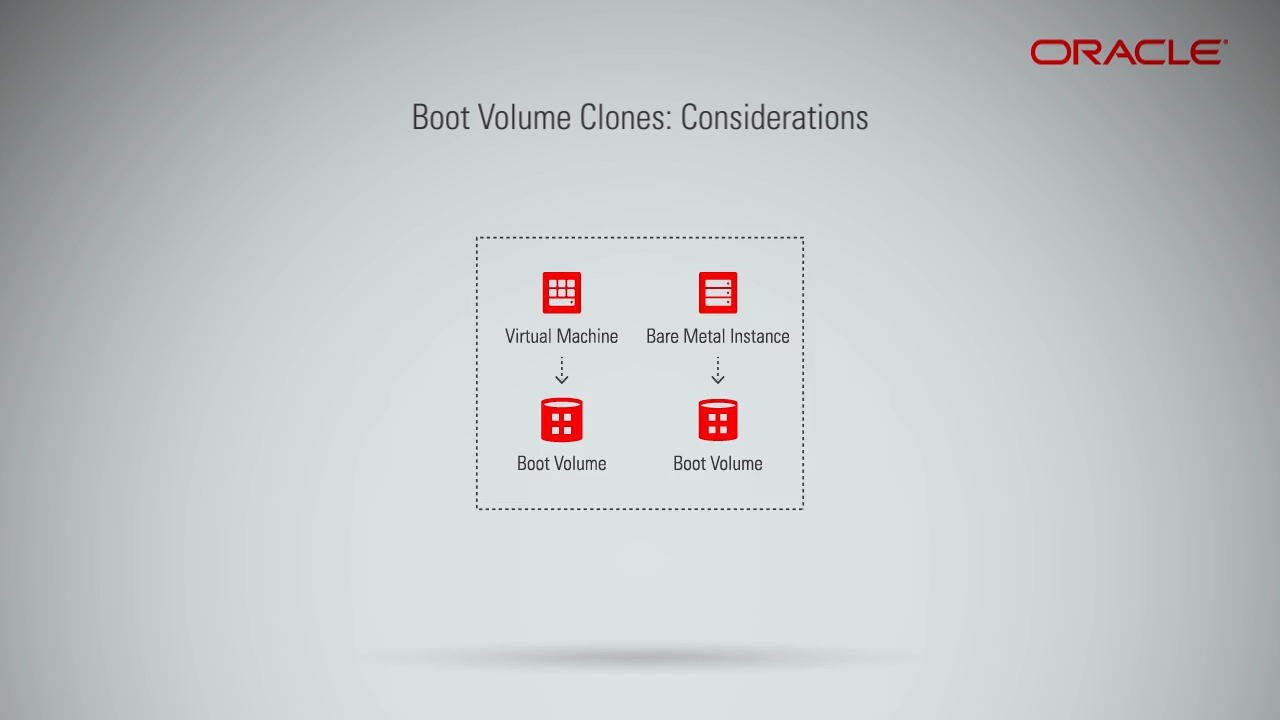 ORACLE
Boot Volume Clones: Considerations
Virtual Machine
Bare Metal Instance
Boot Volume
Boot Volume